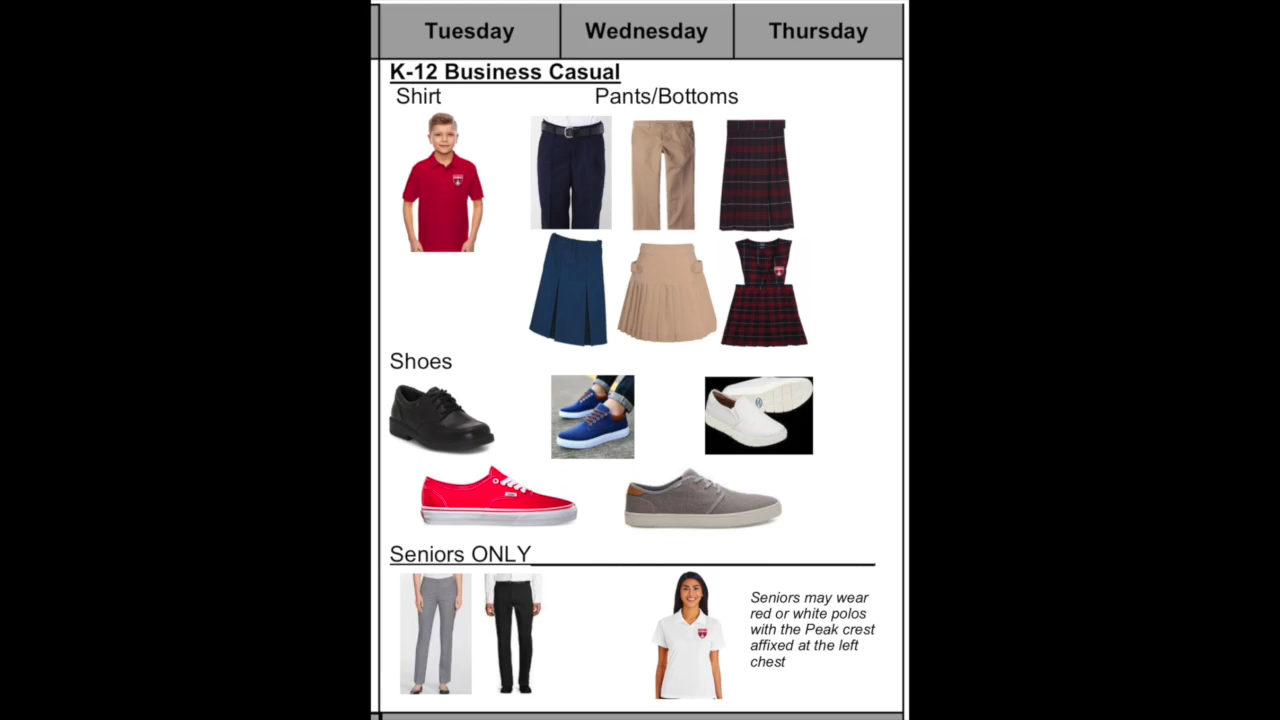 Tuesday
Wednesday
Thursday
K-12 Business Casual
Shirt
Pants/Bottoms
Shoes
Seniors ONLY
Seniors may wear
red or white polos
with the Peak crest
affixed at the left
chest